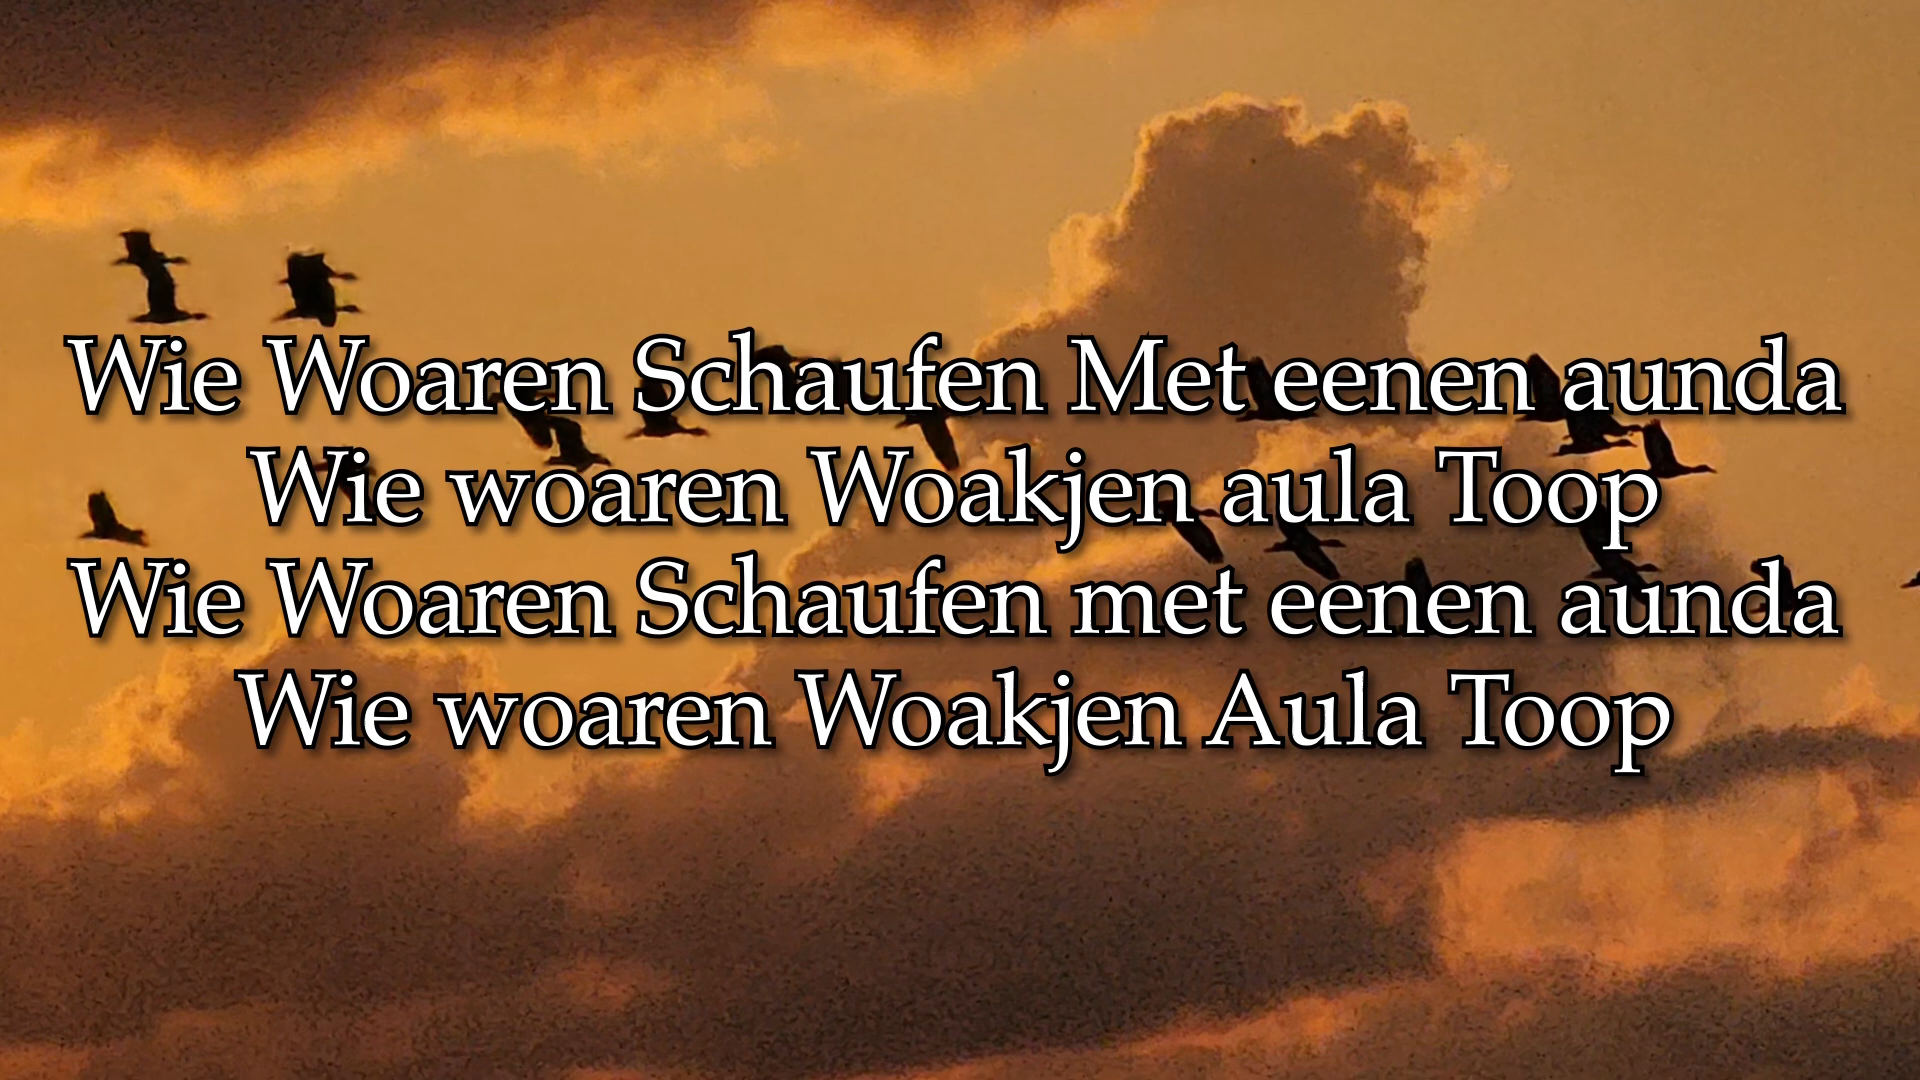 Wie Woaren Schaufen Met eenen aunda
Wie woaren Woakjen aula Toop
Wie Woaren Schaufen met eenen aunda
Wie woaren Woakjen Aula Toop